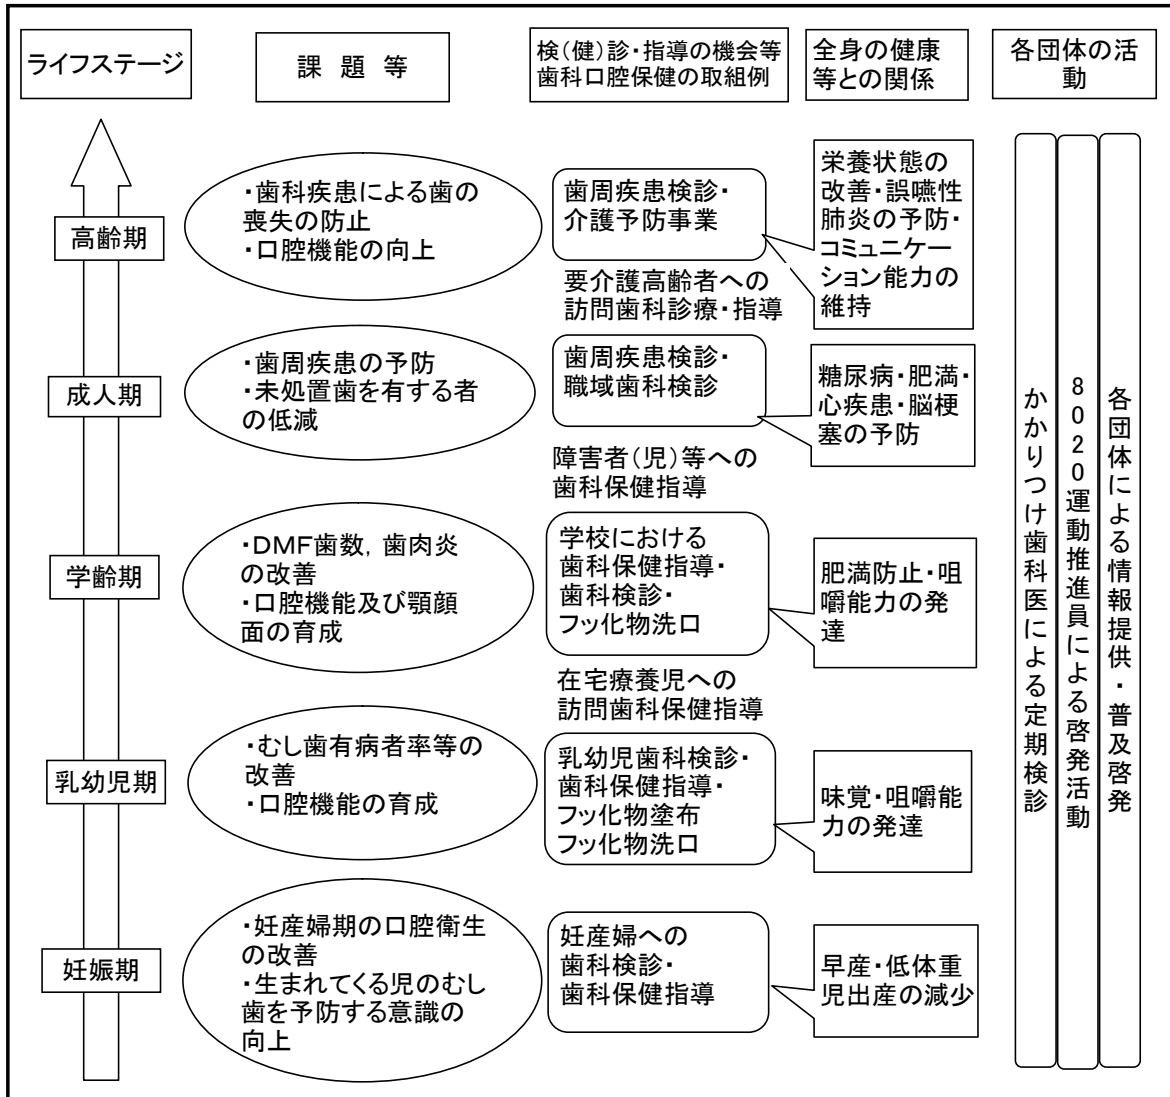 ライフステージ
課題等
検(健)診・指導の機会等
歯科口腔保健の取組例
全身の健康
等との関係
各団体の活
動
高齢期
・歯科疾患による歯の
喪失の防止
・口腔機能の向上
歯周疾患検診・
介護予防事業
栄養状態の
改善・誤嚥性
肺炎の予防・
コミュニケー
ション能力の
維持
要介護高齢者への
訪問歯科診療・指導
成人期
・歯周疾患の予防
・未処置歯を有する者
の低減
歯周疾患検診・
職域歯科検診
糖尿病・肥満・
心疾患・脳梗
塞の予防
障害者(児)等への
歯科保健指導
学齢期
・DMF歯数,歯肉炎
の改善
・口腔機能及び顎顔
面の育成
学校における
歯科保健指導・
歯科検診・
フッ化物洗口
肥満防止・咀
嚼能力の発
達
在宅療養児への
訪問歯科保健指導
乳幼児期
・むし歯有病者率等の
改善
・口腔機能の育成
乳幼児歯科検診・
歯科保健指導・
フッ化物塗布
フッ化物洗口
味覚・咀嚼能
力の発達
妊娠期
・妊産婦期の口腔衛生
の改善
・生まれてくる児のむし
歯を予防する意識の
向上
妊産婦への
歯科検診・
歯科保健指導
早産・低体重
児出産の減少
各団体による情報提供・普及啓発
8020運動推進員による啓発活動
かかりつけ歯科医による定期検診